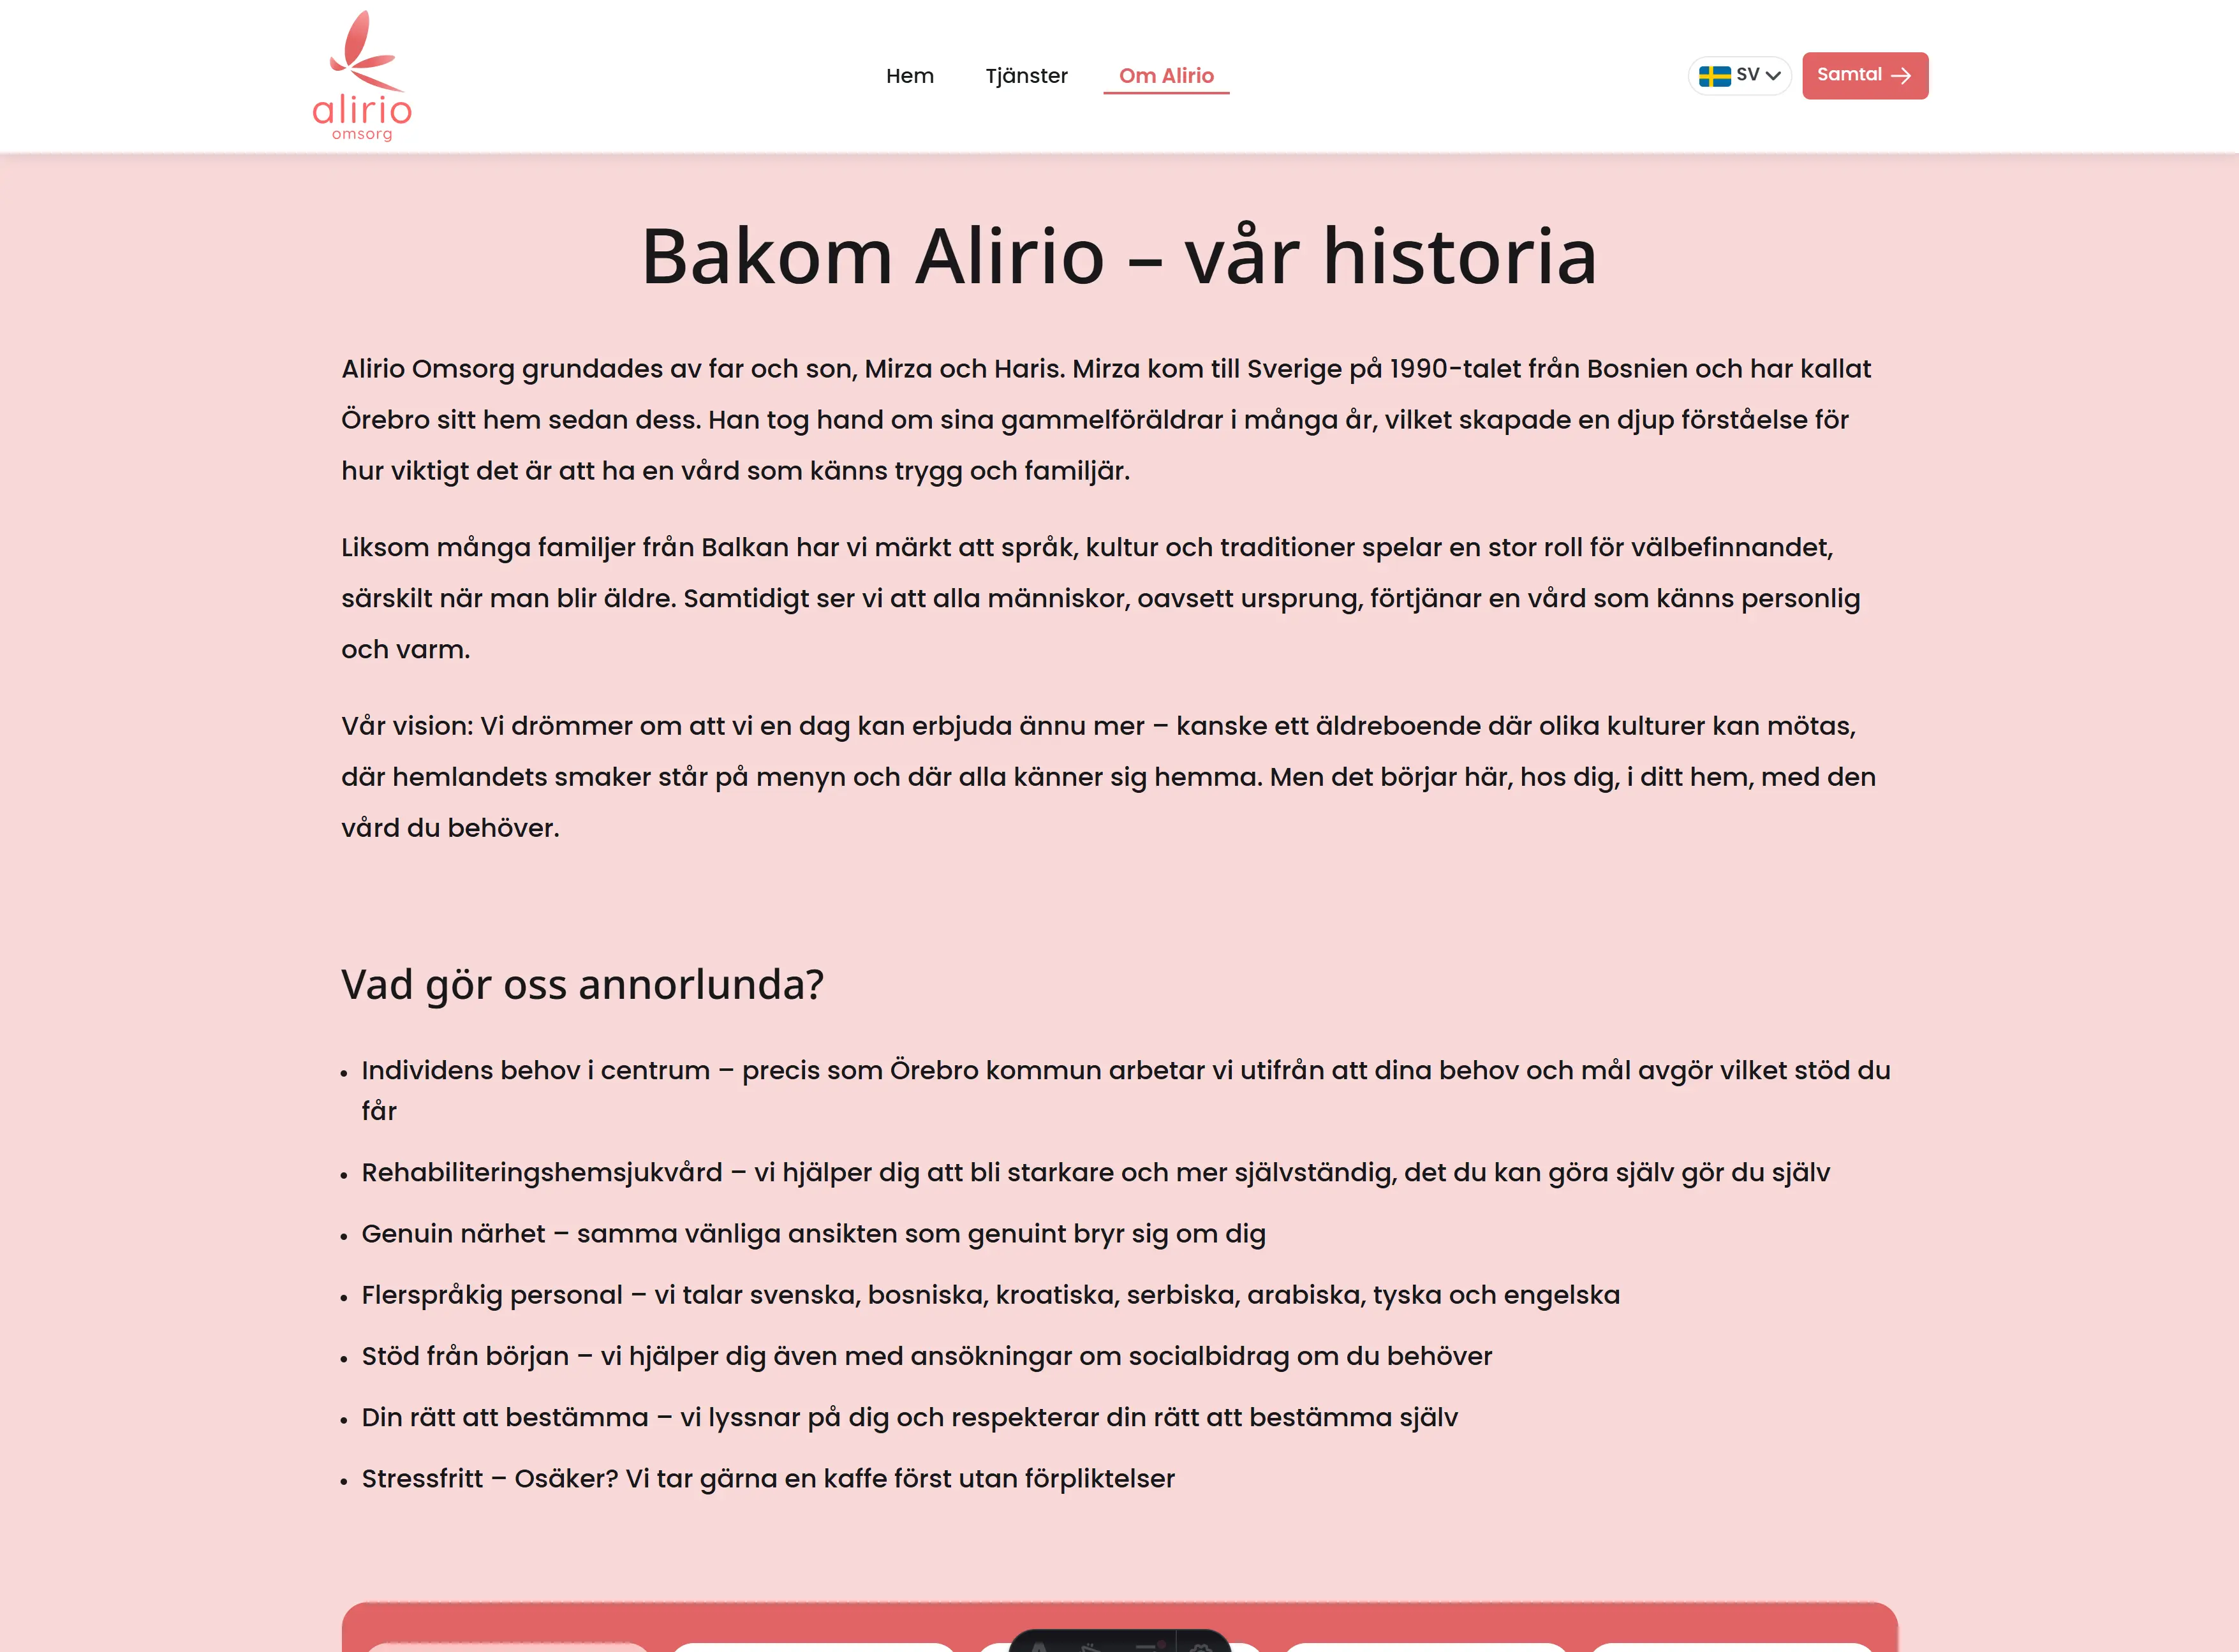 alirio
omsorg
Hem
Tjänster
Om Alirio
SV
Samtal
Bakom Alirio – vår historia
Alirio Omsorg grundades av far och son, Mirza och Haris. Mirza kom till Sverige på 1990-talet från Bosnien och har kallat
Örebro sitt hem sedan dess. Han tog hand om sina gammelföräldrar i många år, vilket skapade en djup förståelse för
hur viktigt det är att ha en vård som känns trygg och familjär.
Liksom många familjer från Balkan har vi märkt att språk, kultur och traditioner spelar en stor roll för välbefinnandet,
särskilt när man blir äldre. Samtidigt ser vi att alla människor, oavsett ursprung, förtjänar en vård som känns personlig
och varm.
Vår vision: Vi drömmer om att vi en dag kan erbjuda ännu mer – kanske ett äldreboende där olika kulturer kan mötas,
där hemlandets smaker står på menyn och där alla känner sig hemma. Men det börjar här, hos dig, i ditt hem, med den
vård du behöver.
Vad gör oss annorlunda?
• Individens behov i centrum – precis som Örebro kommun arbetar vi utifrån att dina behov och mål avgör vilket stöd du
får
• Rehabiliteringshemsjukvård – vi hjälper dig att bli starkare och mer självständig, det du kan göra själv gör du själv
• Genuin närhet – samma vänliga ansikten som genuint bryr sig om dig
• Flerspråkig personal – vi talar svenska, bosniska, kroatiska, serbiska, arabiska, tyska och engelska
• Stöd från början – vi hjälper dig även med ansökningar om socialbidrag om du behöver
• Din rätt att bestämma – vi lyssnar på dig och respekterar din rätt att bestämma själv
• Stressfritt – Osäker? Vi tar gärna en kaffe först utan förpliktelser